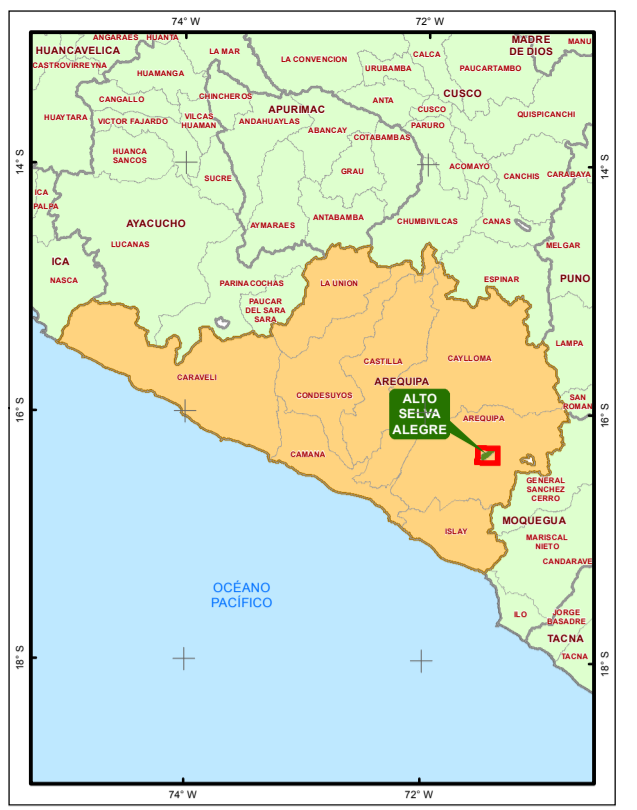 74° W
72° W
ANGARAES
HUANTA
MADRE
DE DIOS
MANU
HUANCAVELICA
LA MAR
LA CONVENCION
CALCA
CASTROVIRREYNA
HUAMANGA
URUBAMBA
PAUCARTAMBO
CUSCO
CANGALLO
CHINCHEROS
APURIMAC
ANTA
CUSCO
HUAYTARA
VICTOR FAJARDO
VILCAS
HUAMAN
ANDAHUAYLAS
ABANCAY
COTABAMBAS
PARURO
QUISPICANCHI
14° S
HUANCA
SANCOS
SUCRE
GRAU
ACOMAYO
CANCHIS
CARABAYA
14° S
ICA
PALPA
AYACUCHO
LUCANAS
AYMARAES
ANTABAMBA
CHUMBIVILCAS
CANAS
MELGAR
ICA
NASCA
PARINACOCHAS
LA UNION
ESPINAR
PUNO
PAUCAR
DEL SARA
SARA
LAMPA
CARAVELI
CONDESUYOS
CASTILLA
CAYLLOMA
AREQUIPA
SAN
ROMAN
16° S
ALTO
SELVA
ALEGRE
AREQUIPA
16° S
CAMANA
GENERAL
SANCHEZ
CERRO
MOQUEGUA
ISLAY
MARISCAL
NIETO
CANDARAVE
OCÉANO
PACÍFICO
ILO
JORGE
BASADRE
TACNA
TACNA
18° S
18° S
74° W
72° W